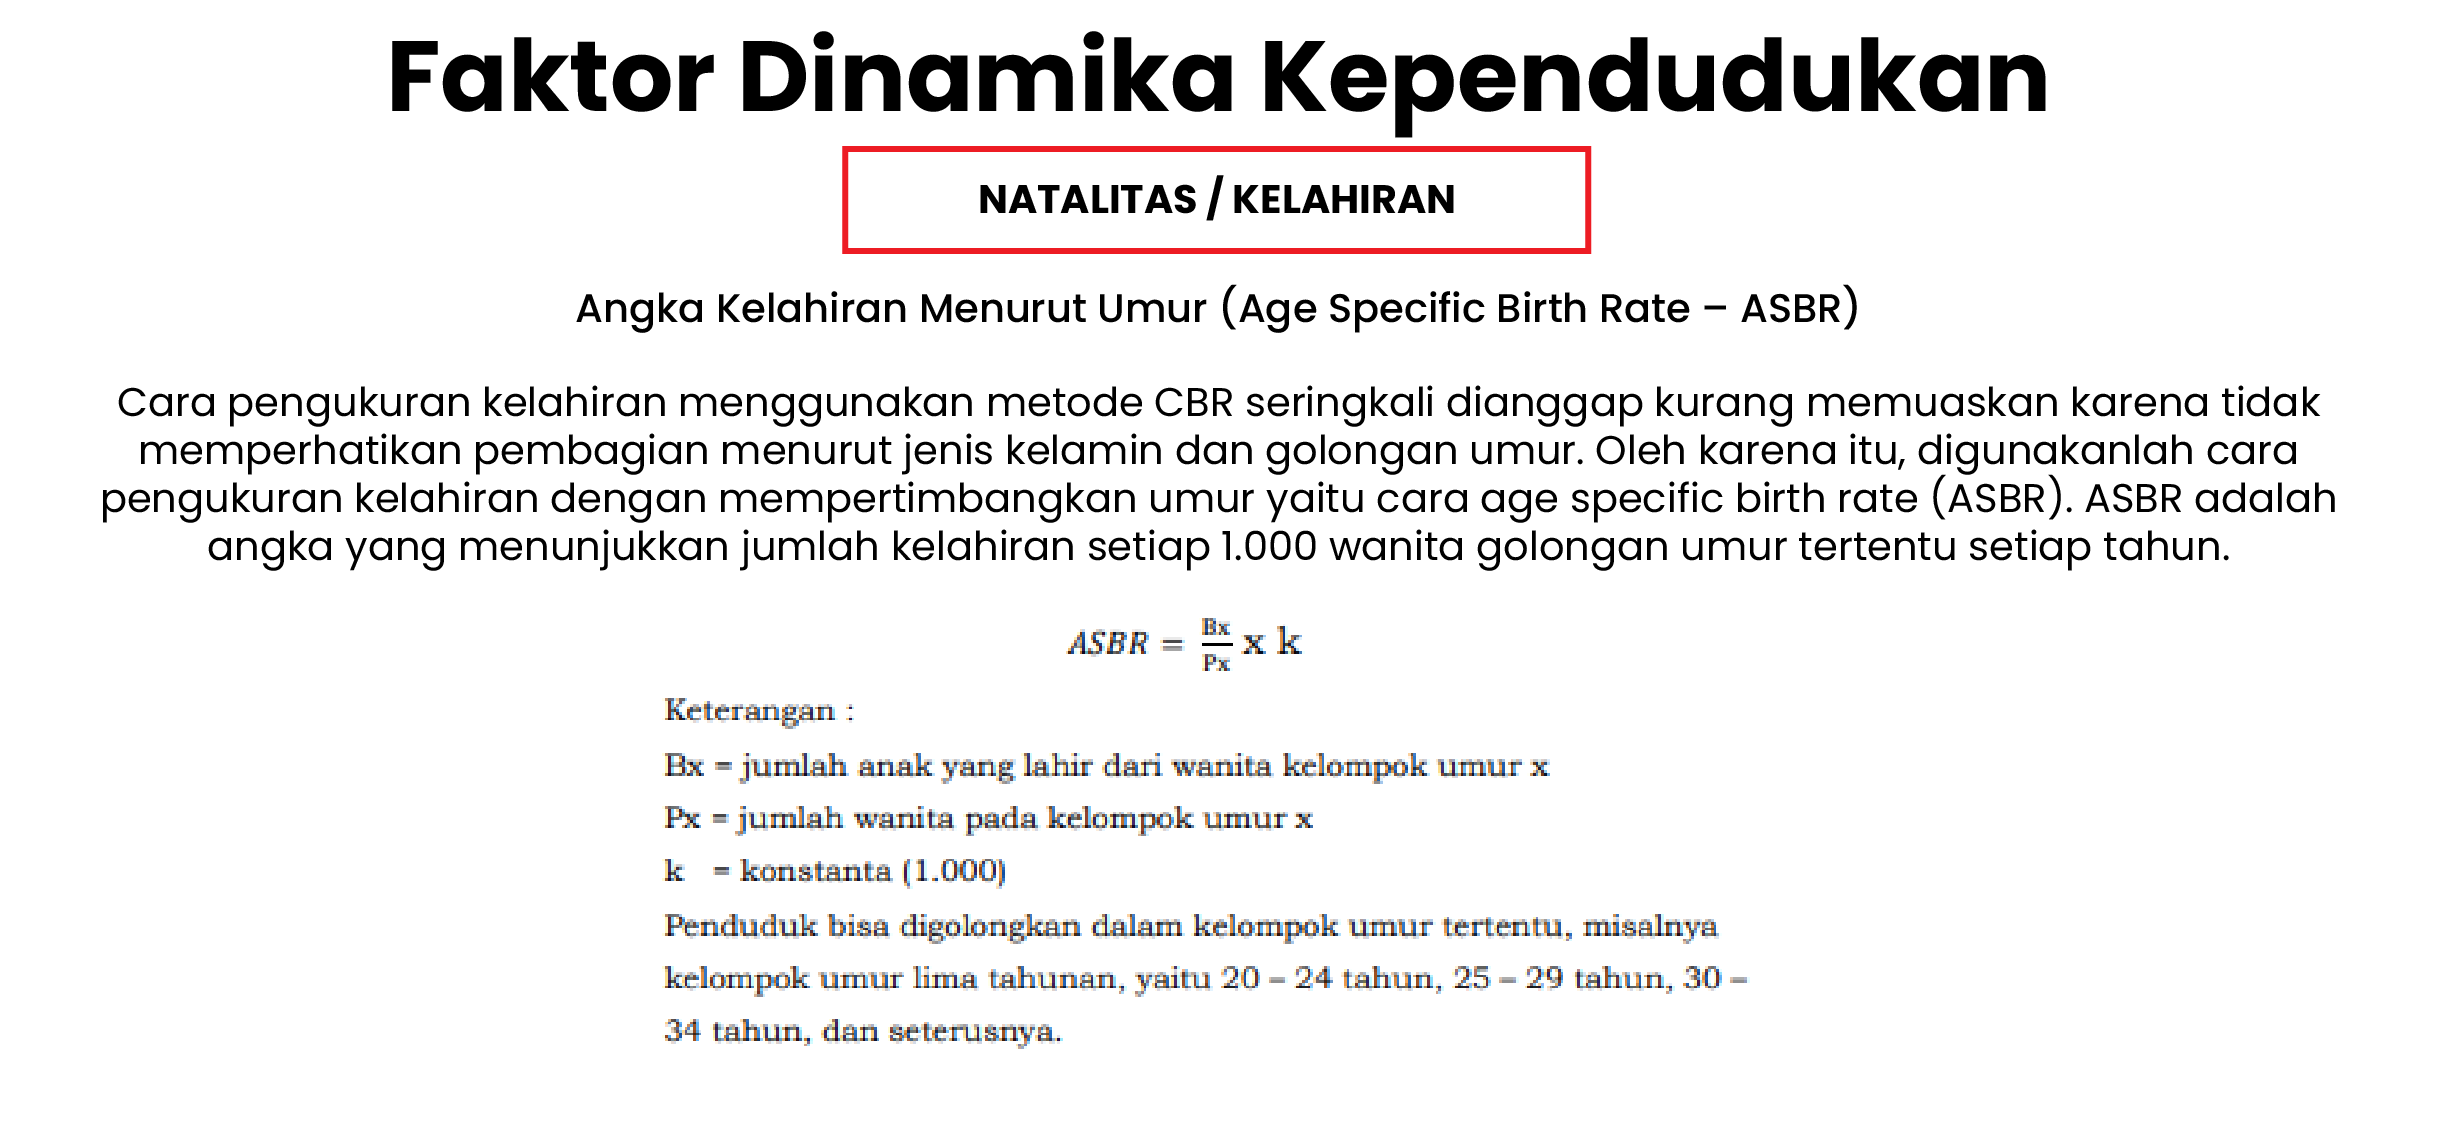 Faktor Dinamika Kependudukan
NATALITAS / KELAHIRAN
Angka Kelahiran Menurut Umur (Age Specific Birth Rate – ASBR)
Cara pengukuran kelahiran menggunakan metode CBR seringkali dianggap kurang memuaskan karena tidak
memperhatikan pembagian menurut jenis kelamin dan golongan umur. Oleh karena itu, digunakanlah cara
pengukuran kelahiran dengan mempertimbangkan umur yaitu cara age specific birth rate (ASBR). ASBR adalah
angka yang menunjukkan jumlah kelahiran setiap 1.000 wanita golongan umur tertentu setiap tahun.
ASBR = Bx/Px x k
Keterangan :
Bx = jumlah anak yang lahir dari wanita kelompok umur x
Px = jumlah wanita pada kelompok umur x
k = konstanta (1.000)
Penduduk bisa digolongkan dalam kelompok umur tertentu, misalnya
kelompok umur lima tahunan, yaitu 20 – 24 tahun, 25 – 29 tahun, 30 –
34 tahun, dan seterusnya.